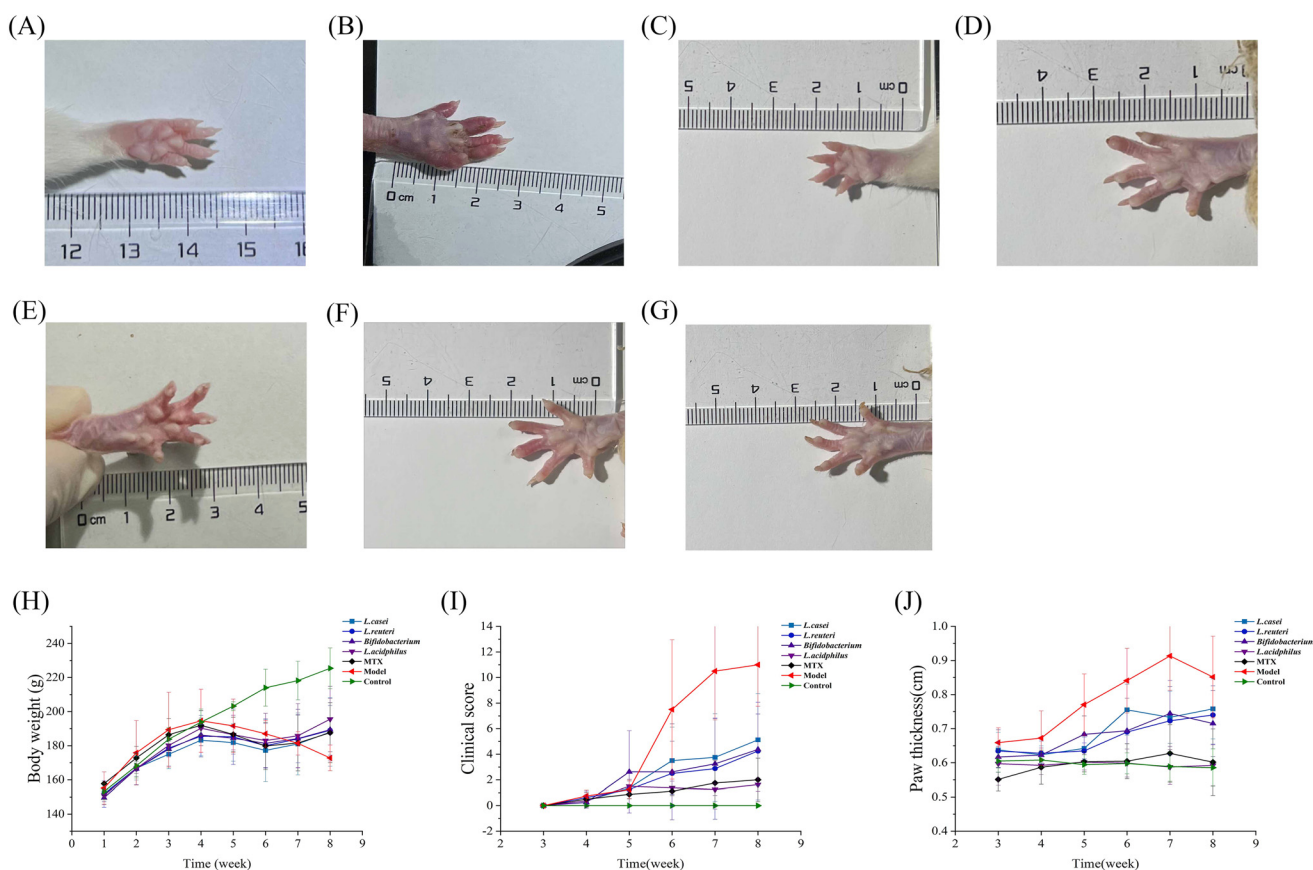 (A)
(B)
(C)
(D)
12 13 14 15 16
0 cm 1 2 3 4 5
5 4 3 2 1 cm 0
4 3 2 1 cm 0
(E)
(F)
(G)
0 cm 1 2 3 4 5
5 4 3 2 1 cm 0
5 4 3 2 1 cm 0
(H)
250
240
220
200
180
160
140
Body weight (g)
0 1 2 3 4 5 6 7 8 9
Time (week)
L.casei
L.reuteri
Bifidobacterium
L.acidphilus
MTX
Model
Control
(I)
14
12
10
8
6
4
2
0
-2
Clinical score
2 3 4 5 6 7 8 9
Time(week)
L.casei
L.reuteri
Bifidobacterium
L.acidphilus
MTX
Model
Control
(J)
1.0
0.9
0.8
0.7
0.6
0.5
0.4
Paw thickness(cm)
2 3 4 5 6 7 8 9
Time(week)
L.casei
L.reuteri
Bifidobacterium
L.acidphilus
MTX
Model
Control